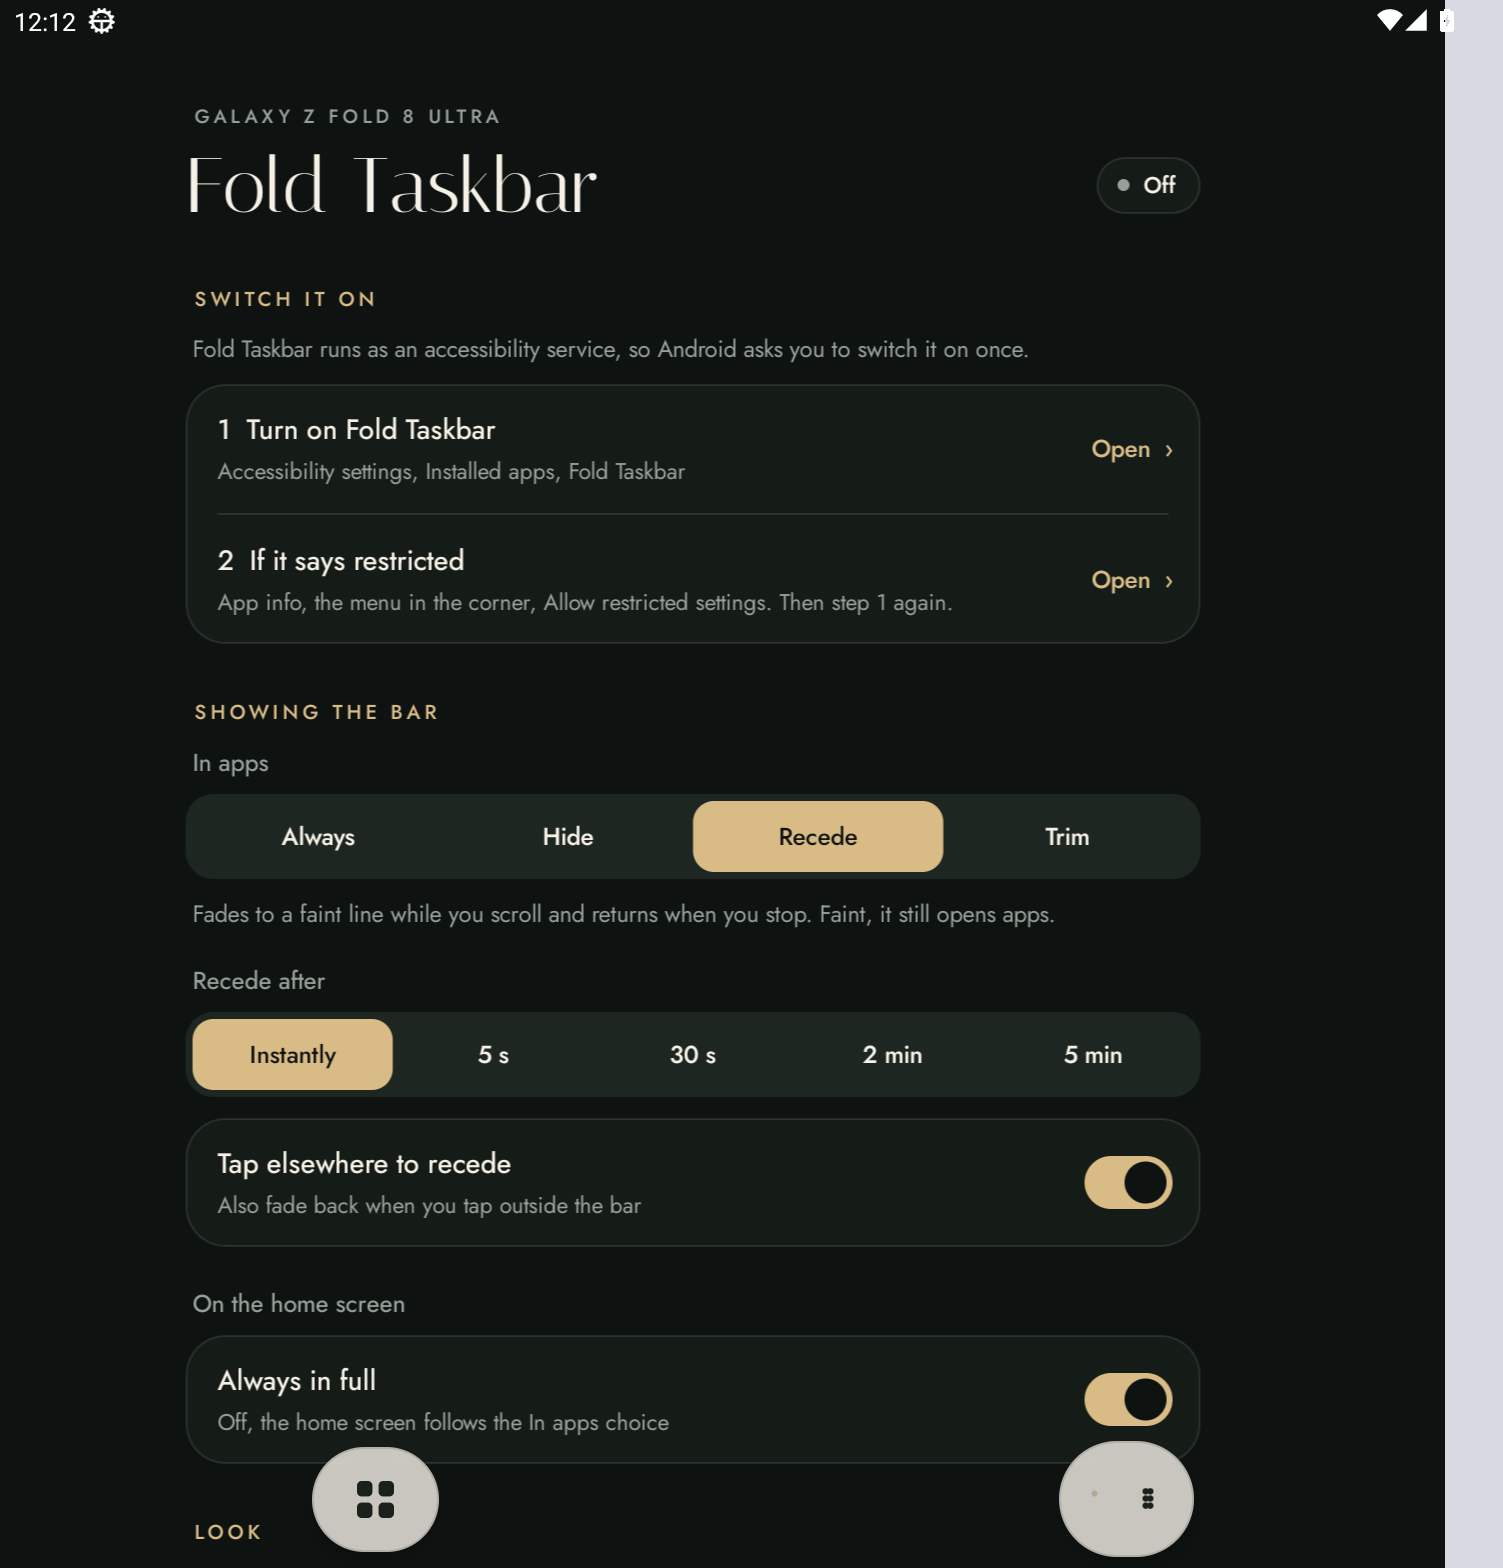 12:12
GALAXY Z FOLD 8 ULTRA
Fold Taskbar
Off
SWITCH IT ON
Fold Taskbar runs as an accessibility service, so Android asks you to switch it on once.
1 Turn on Fold Taskbar
Accessibility settings, Installed apps, Fold Taskbar
Open ›
2 If it says restricted
App info, the menu in the corner, Allow restricted settings. Then step 1 again.
Open ›
SHOWING THE BAR
In apps
Always Hide Recede Trim
Fades to a faint line while you scroll and returns when you stop. Faint, it still opens apps.
Recede after
Instantly 5 s 30 s 2 min 5 min
Tap elsewhere to recede
Also fade back when you tap outside the bar
On the home screen
Always in full
Off, the home screen follows the In apps choice
LOOK